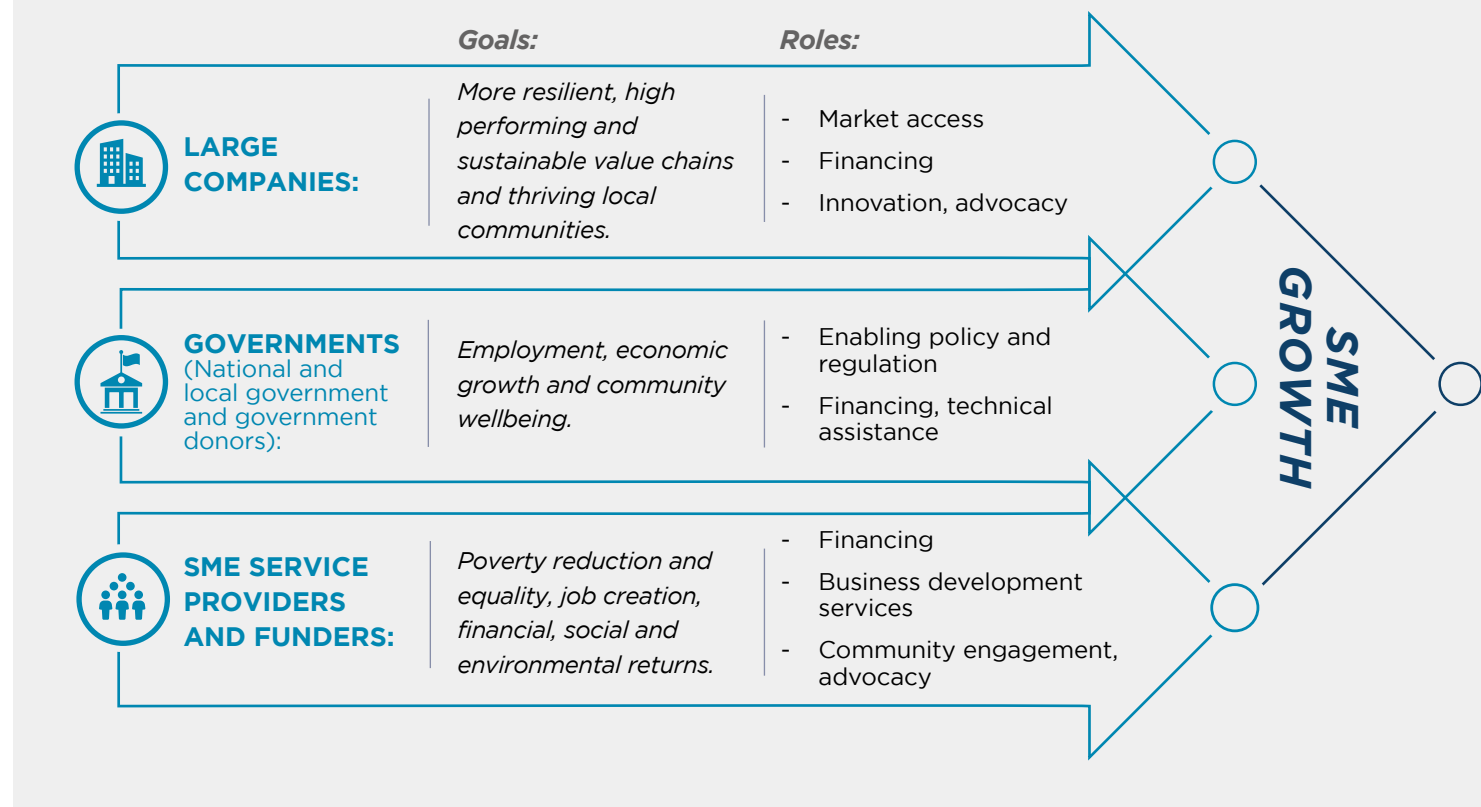 Goals:
Roles:
LARGE
COMPANIES:
More resilient, high
performing and
sustainable value chains
and thriving local
communities.
- Market access
- Financing
- Innovation, advocacy
GOVERNMENTS
(National and
local government
and government
donors):
Employment, economic
growth and community
wellbeing.
- Enabling policy and
regulation
- Financing, technical
assistance
SME SERVICE
PROVIDERS
AND FUNDERS:
Poverty reduction and
equality, job creation,
financial, social and
environmental returns.
- Financing
- Business development
services
- Community engagement,
advocacy
SME
GROWTH